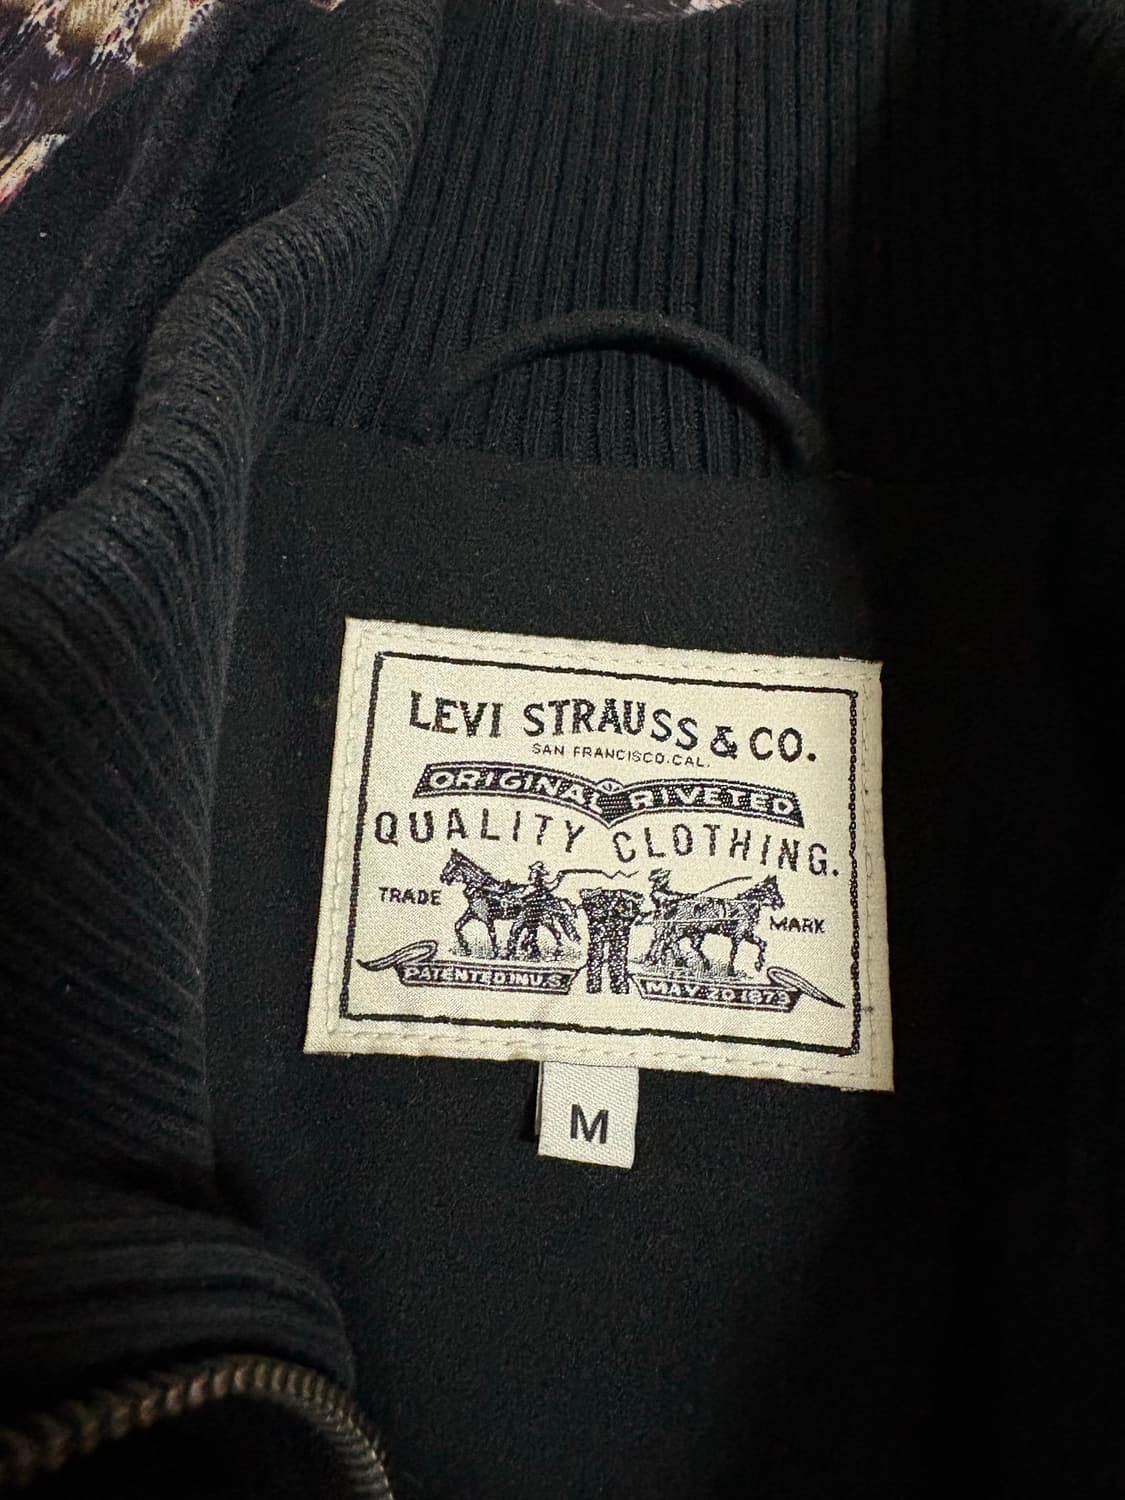 LEVI STRAUSS & CO.
SAN FRANCISCO.CAL.
ORIGINAL RIVETED
QUALITY CLOTHING.
TRADE MARK
PATENTED IN U.S. MAY 20 1873
M